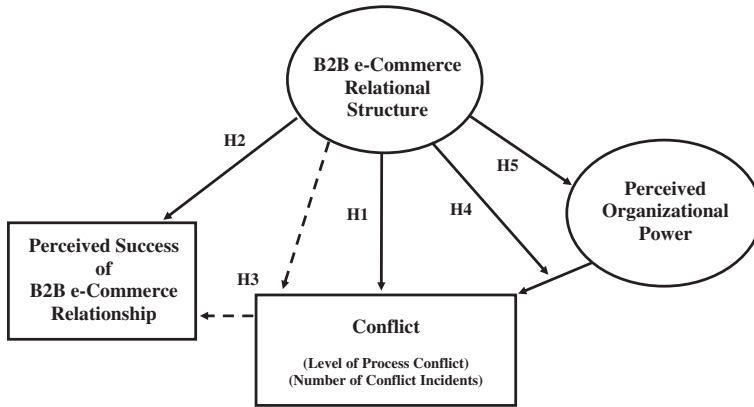 B2B e-Commerce
Relational
Structure
H2
H5
H1
H4
Perceived
Organizational
Power
Perceived Success
of
B2B e-Commerce
Relationship
H3
Conflict
(Level of Process Conflict)
(Number of Conflict Incidents)